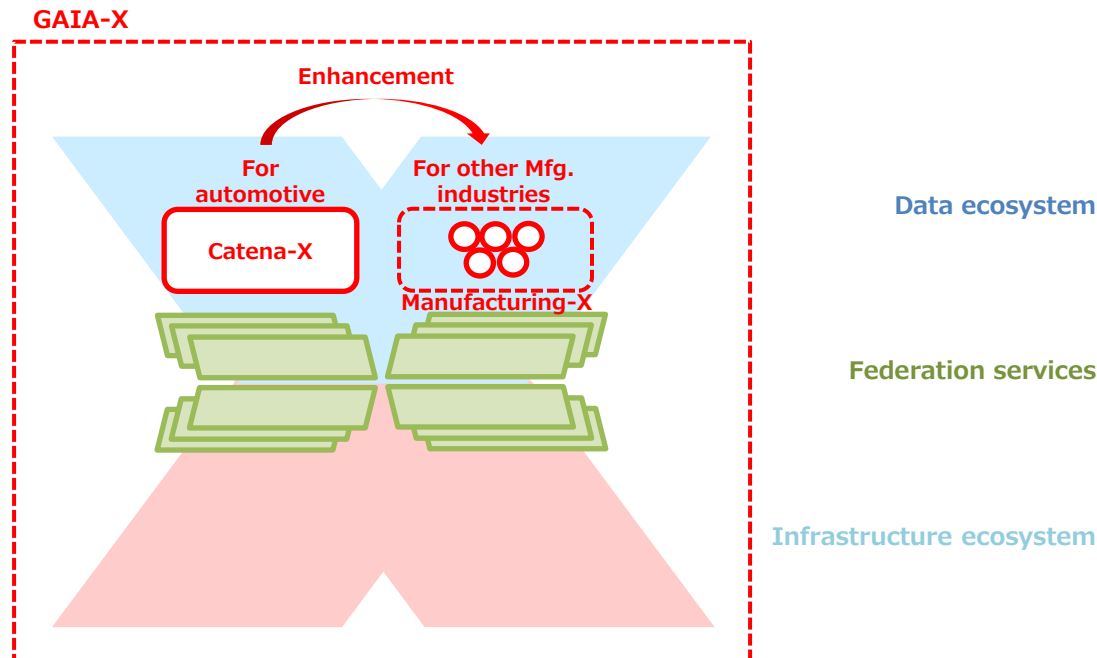 GAIA-X
Enhancement
For
automotive
For other Mfg.
industries
Catena-X
Manufacturing-X
Data ecosystem
Federation services
Infrastructure ecosystem